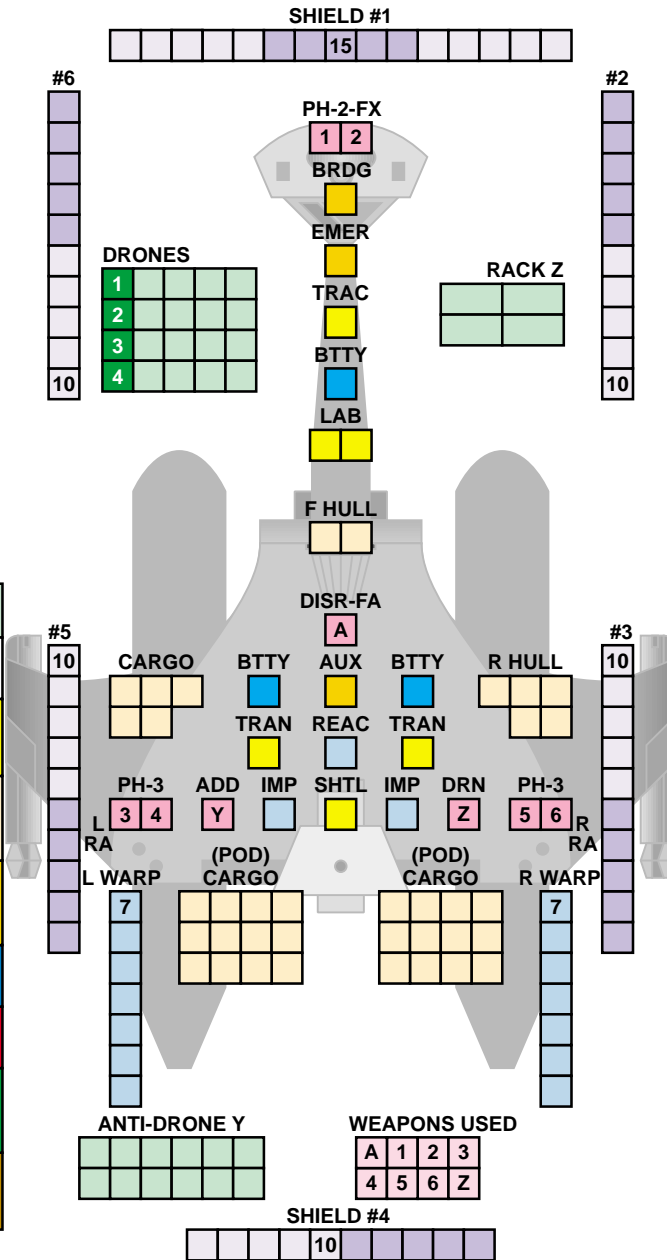 SHIELD #1
15
#6
#2
PH-2-FX
1 2
BRDG
EMER
DRONES
1
2
3
4
RACK Z
TRAC
BTTY
10
10
LAB
F HULL
DISR-FA
A
#5
#3
10
10
CARGO BTTY AUX BTTY R HULL
TRAN REAC TRAN
PH-3 ADD IMP SHTL IMP DRN PH-3
3 4 Y Z 5 6
L RA
R RA
(POD) CARGO
(POD) CARGO
L WARP
R WARP
7
7
ANTI-DRONE Y
WEAPONS USED
A 1 2 3
4 5 6 Z
SHIELD #4
10